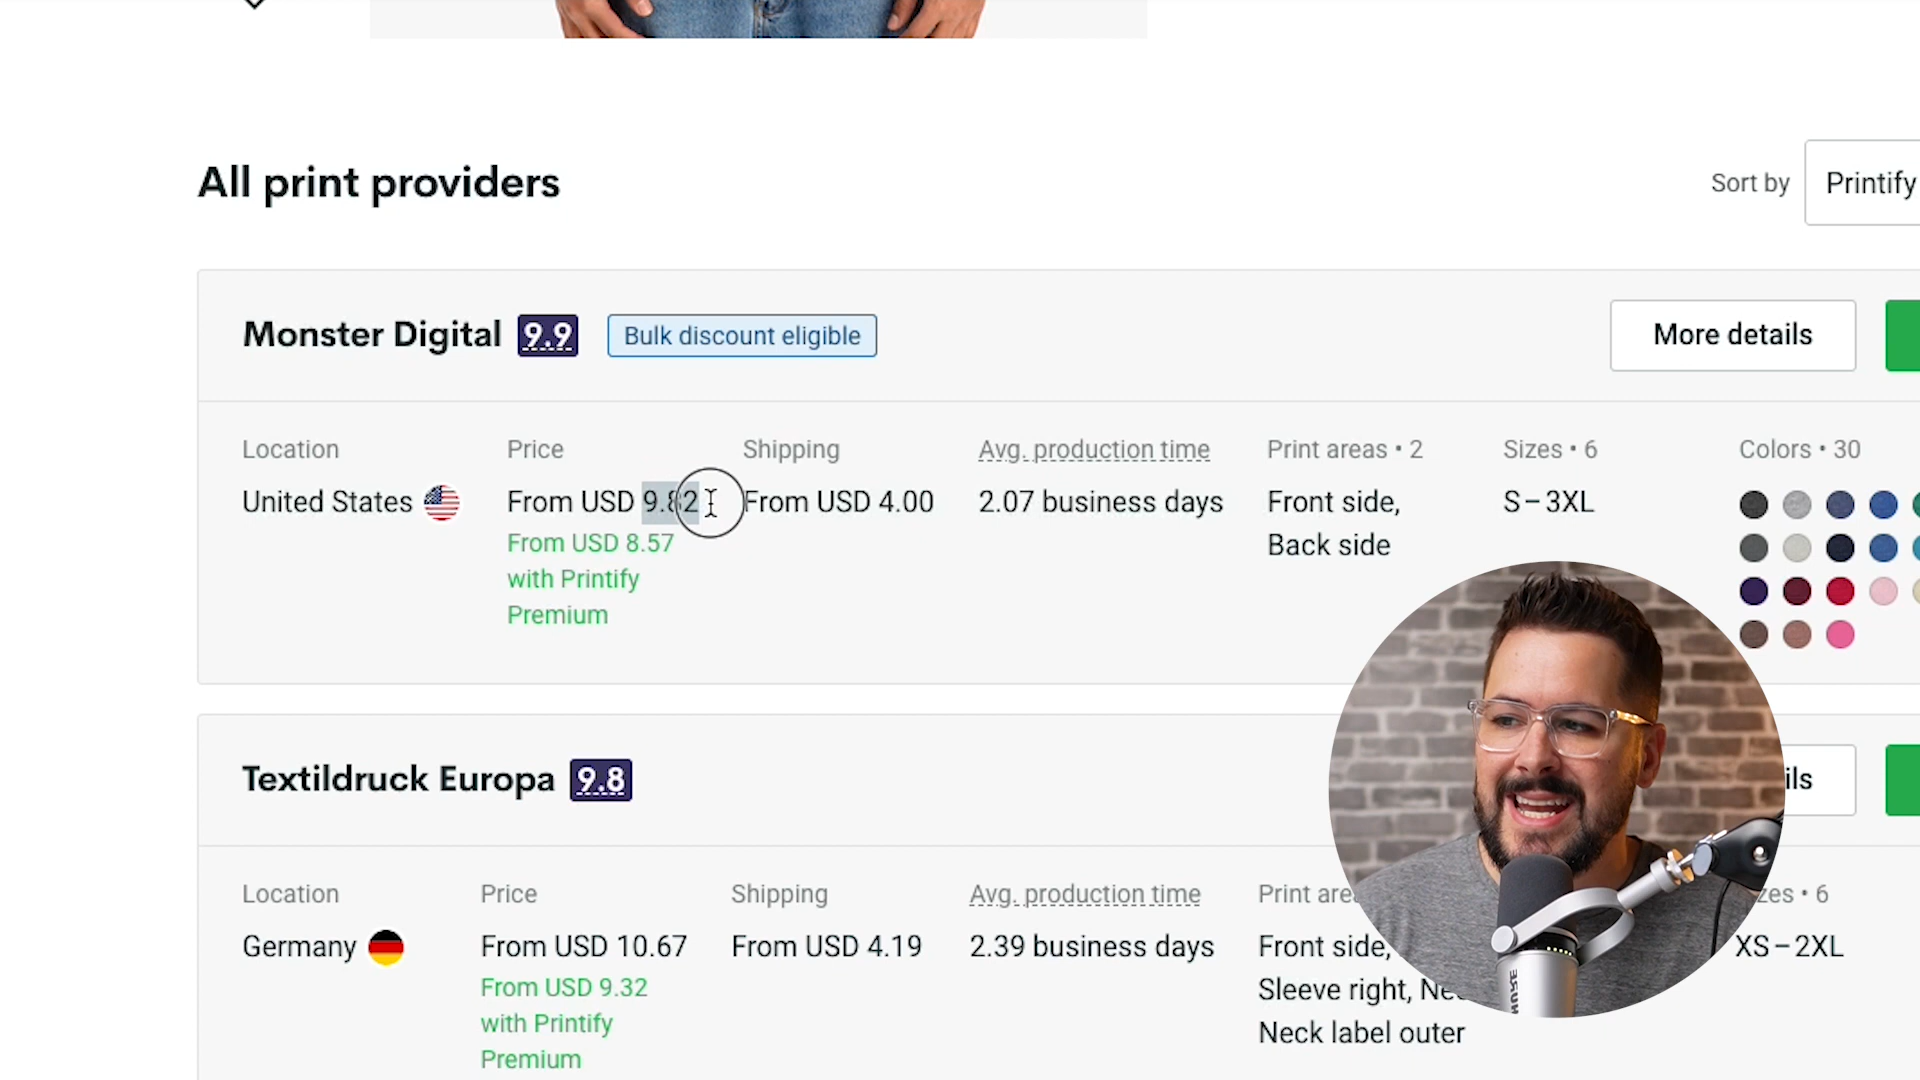 All print providers
Sort by
Printify
Monster Digital 9.9 Bulk discount eligible
More details
Location Price Shipping Avg. production time Print areas • 2 Sizes • 6 Colors • 30
United States From USD 9.82 From USD 4.00 2.07 business days Front side, S – 3XL
From USD 8.57 Back side
with Printify
Premium
Textildruck Europa 9.8
Location Price Shipping Avg. production time Print • 6
Germany From USD 10.67 From USD 4.19 2.39 business days Front side, XS – 2XL
From USD 9.32 Sleeve right,
with Printify Neck label outer
Premium